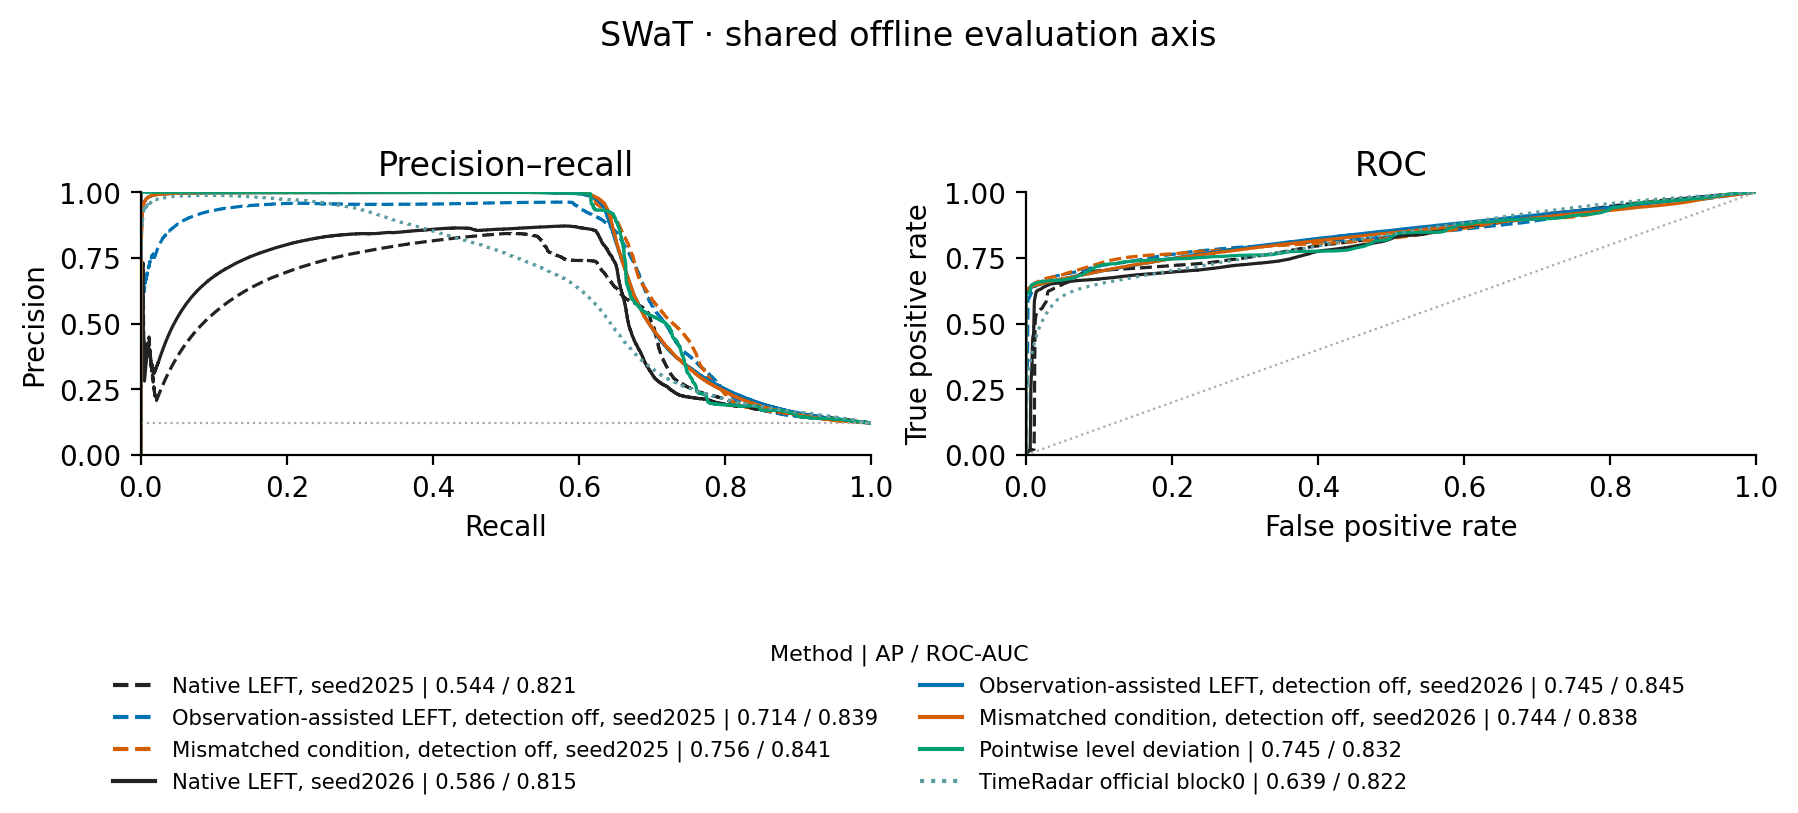 SWaT · shared offline evaluation axis
Precision–recall
1.00
0.75
0.50
0.25
0.00
Precision
0.0 0.2 0.4 0.6 0.8 1.0
Recall
ROC
1.00
0.75
0.50
0.25
0.00
True positive rate
0.0 0.2 0.4 0.6 0.8 1.0
False positive rate
Method | AP / ROC-AUC
Native LEFT, seed2025 | 0.544 / 0.821
Observation-assisted LEFT, detection off, seed2025 | 0.714 / 0.839
Mismatched condition, detection off, seed2025 | 0.756 / 0.841
Native LEFT, seed2026 | 0.586 / 0.815
Observation-assisted LEFT, detection off, seed2026 | 0.745 / 0.845
Mismatched condition, detection off, seed2026 | 0.744 / 0.838
Pointwise level deviation | 0.745 / 0.832
TimeRadar official block0 | 0.639 / 0.822